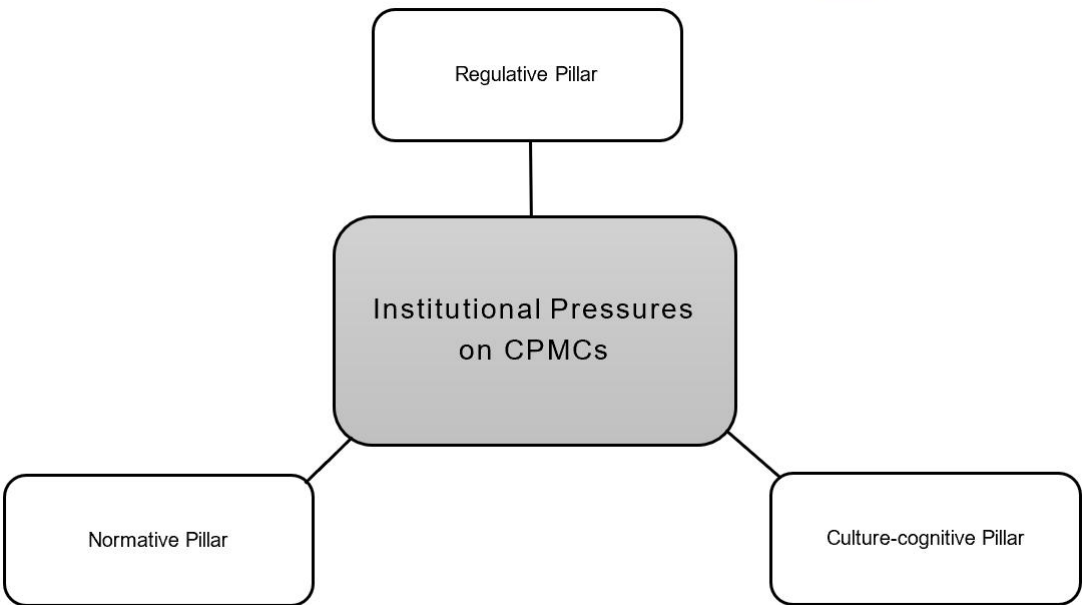 Regulative Pillar
Institutional Pressures
on CPMCs
Normative Pillar
Culture-cognitive Pillar